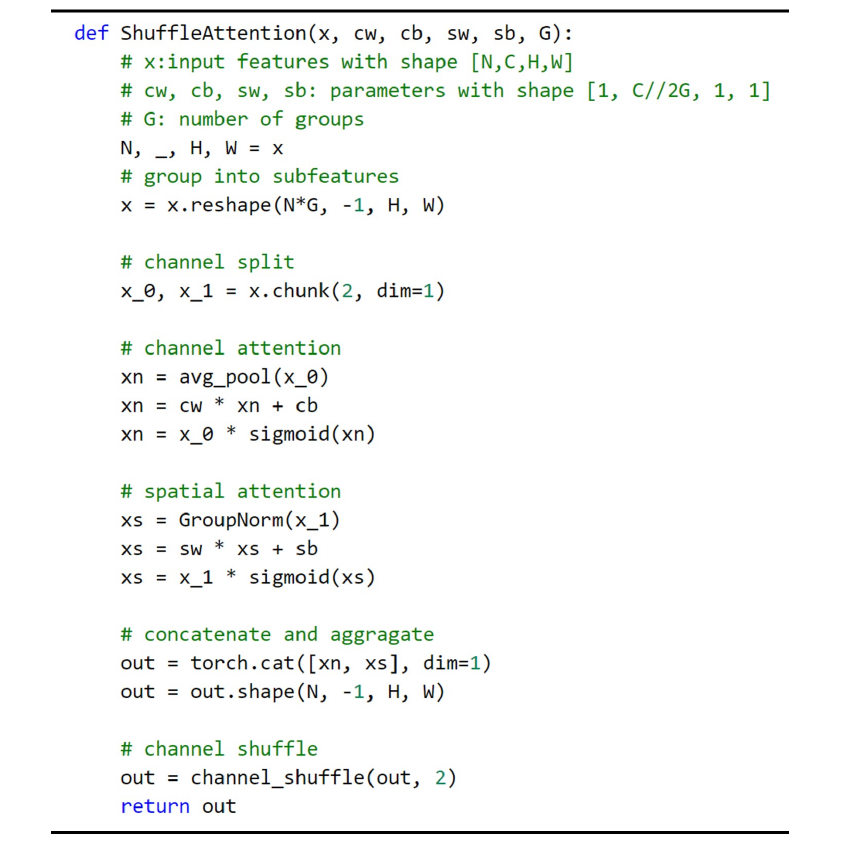 def ShuffleAttention(x, cw, cb, sw, sb, G):
    # x:input features with shape [N,C,H,W]
    # cw, cb, sw, sb: parameters with shape [1, C//2G, 1, 1]
    # G: number of groups
    N, _, H, W = x
    # group into subfeatures
    x = x.reshape(N*G, -1, H, W)

    # channel split
    x_0, x_1 = x.chunk(2, dim=1)

    # channel attention
    xn = avg_pool(x_0)
    xn = cw * xn + cb
    xn = x_0 * sigmoid(xn)

    # spatial attention
    xs = GroupNorm(x_1)
    xs = sw * xs + sb
    xs = x_1 * sigmoid(xs)

    # concatenate and aggragate
    out = torch.cat([xn, xs], dim=1)
    out = out.shape(N, -1, H, W)

    # channel shuffle
    out = channel_shuffle(out, 2)
    return out